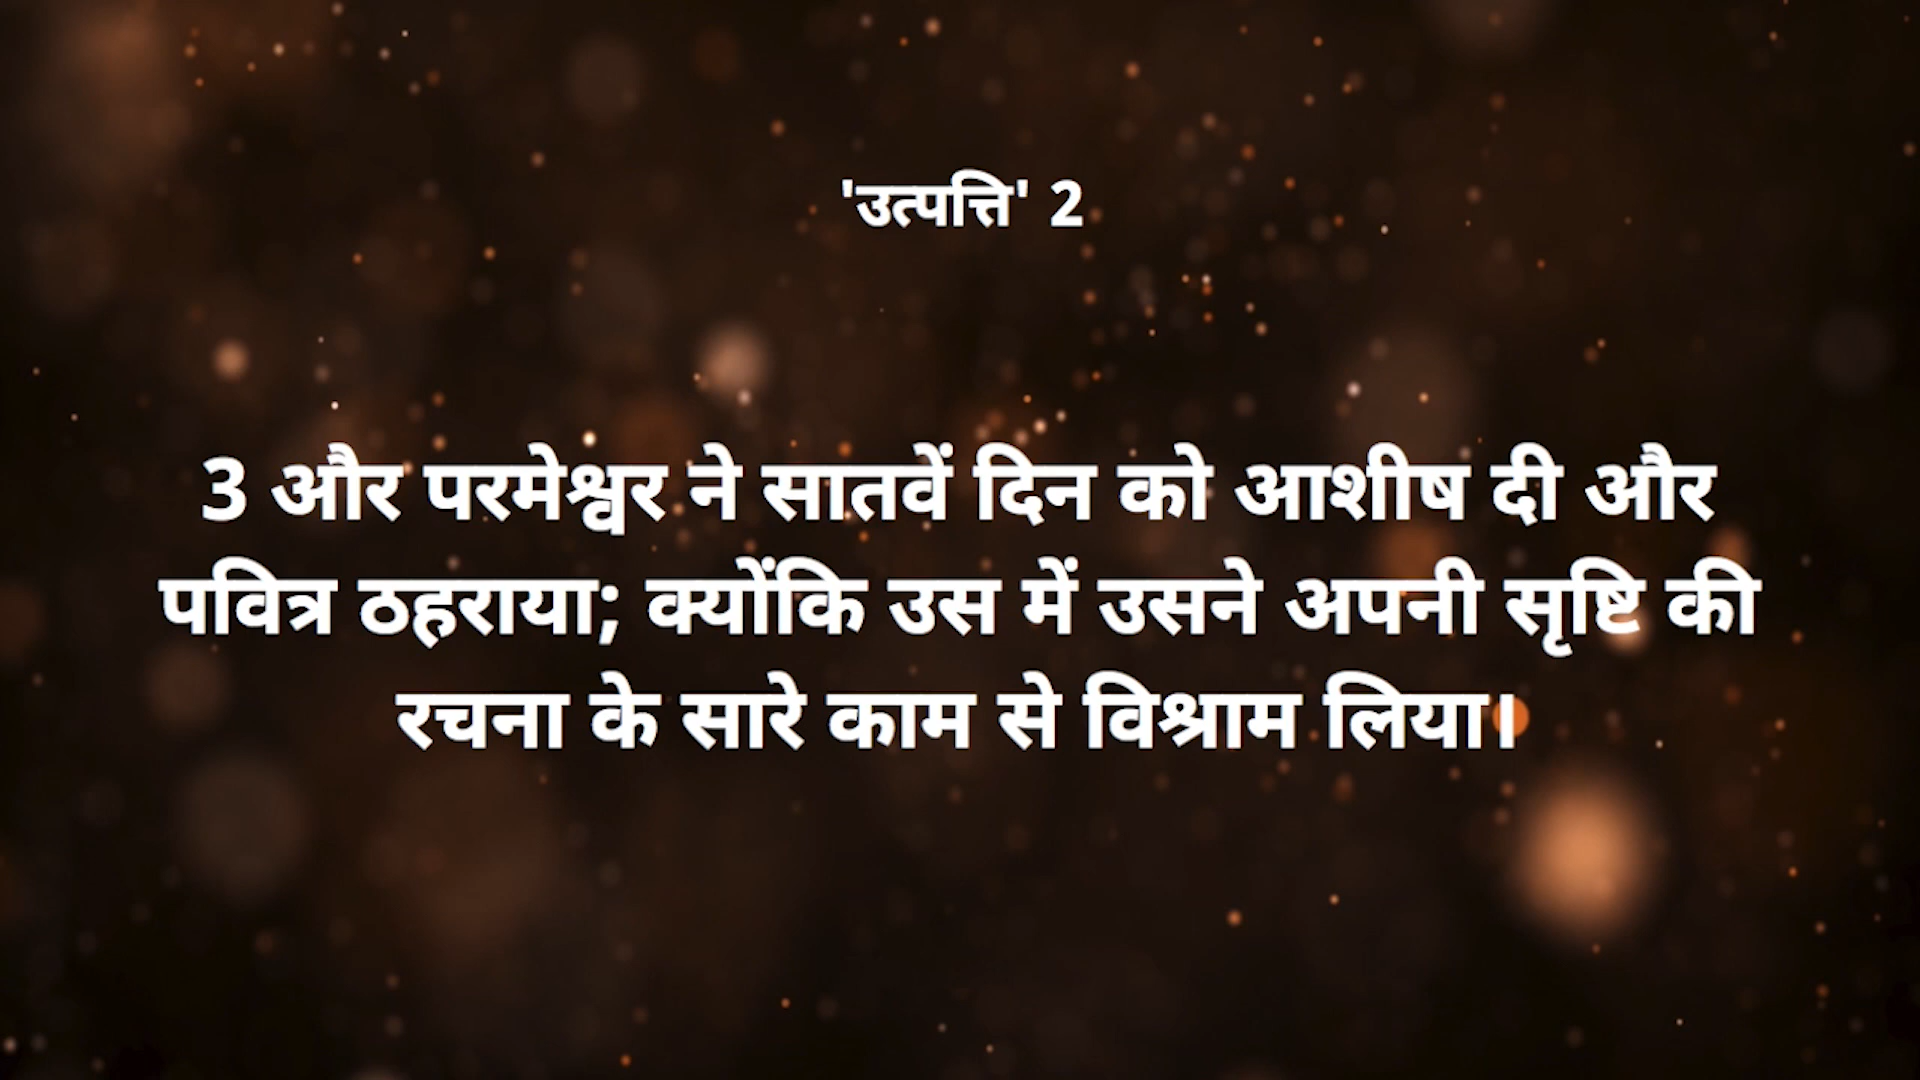 'उत्पत्ति' 2
3 और परमेश्वर ने सातवें दिन को आशीष दी और
पवित्र ठहराया; क्योंकि उस में उसने अपनी सृष्टि की
रचना के सारे काम से विश्राम लिया।